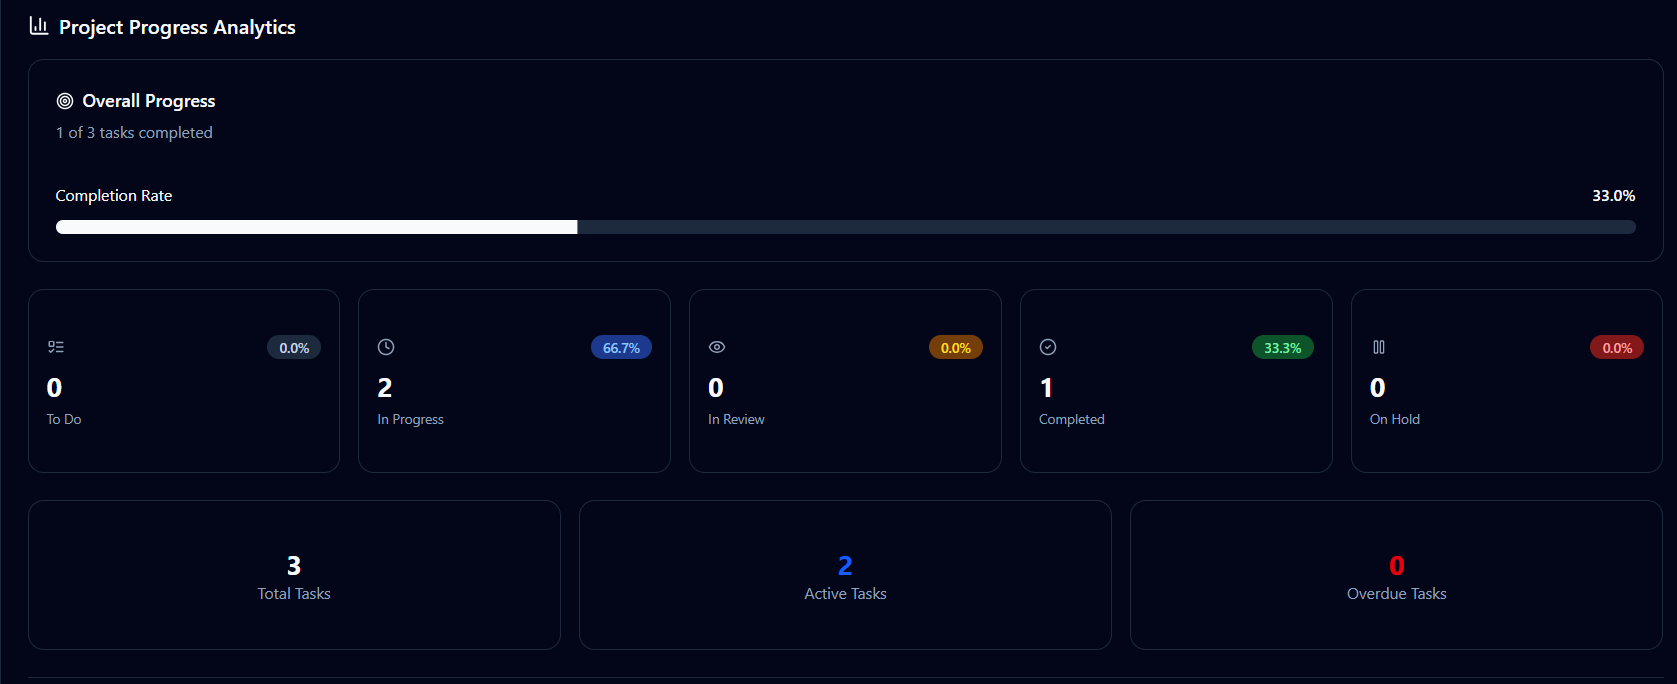 Project Progress Analytics
Overall Progress
1 of 3 tasks completed
Completion Rate
33.0%
0.0%
0
To Do
66.7%
2
In Progress
0.0%
0
In Review
33.3%
1
Completed
0.0%
0
On Hold
3
Total Tasks
2
Active Tasks
0
Overdue Tasks